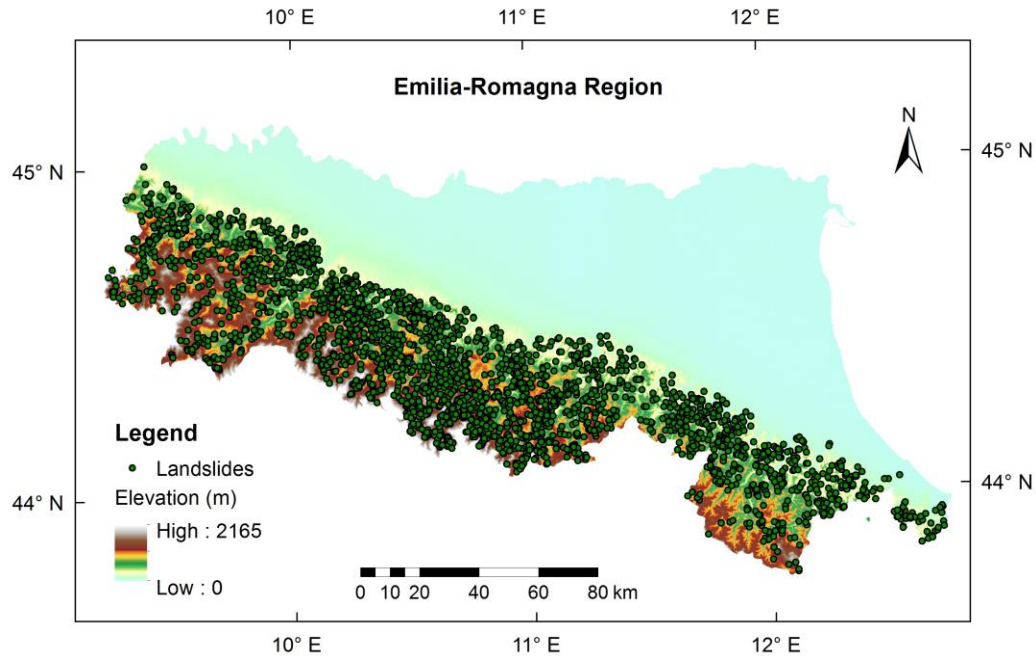 10° E 11° E 12° E
Emilia-Romagna Region
N
45° N 45° N
Legend
Landslides
Elevation (m)
44° N 44° N
High : 2165
Low : 0
0 10 20 40 60 80 km
10° E 11° E 12° E